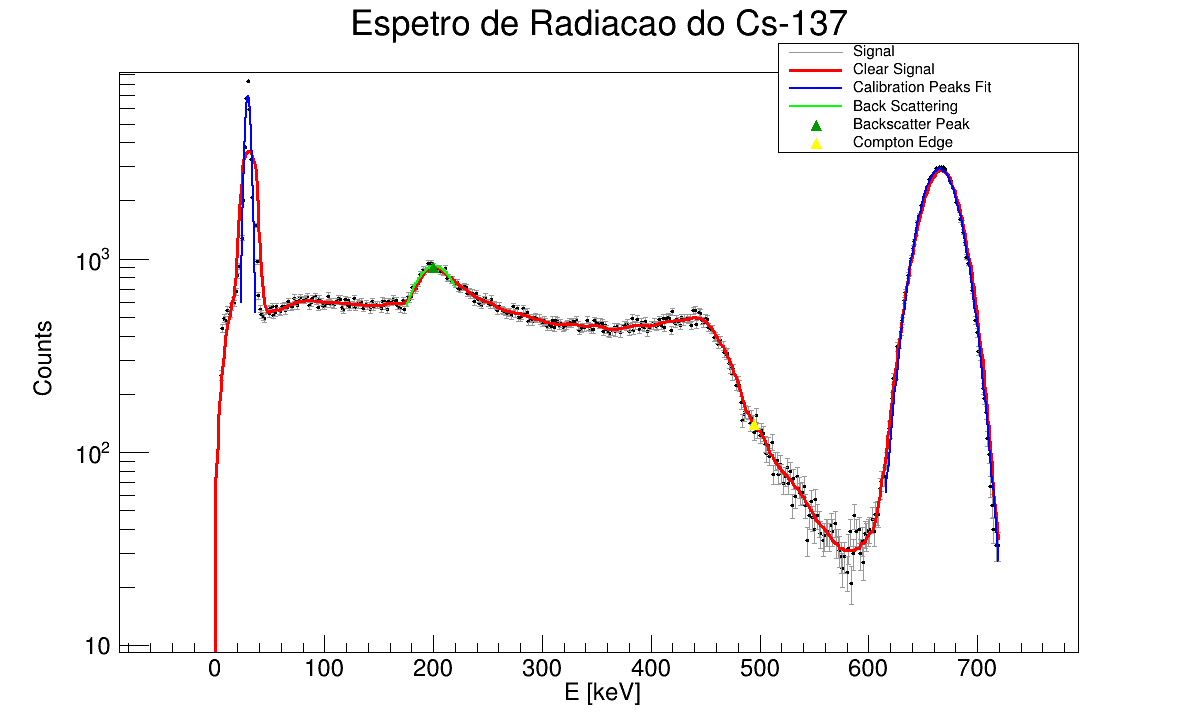 Espetro de Radiacao do Cs-137
Signal
Clear Signal
Calibration Peaks Fit
Back Scattering
Backscatter Peak
Compton Edge
10³
10²
10
Counts
0 100 200 300 400 500 600 700
E [keV]